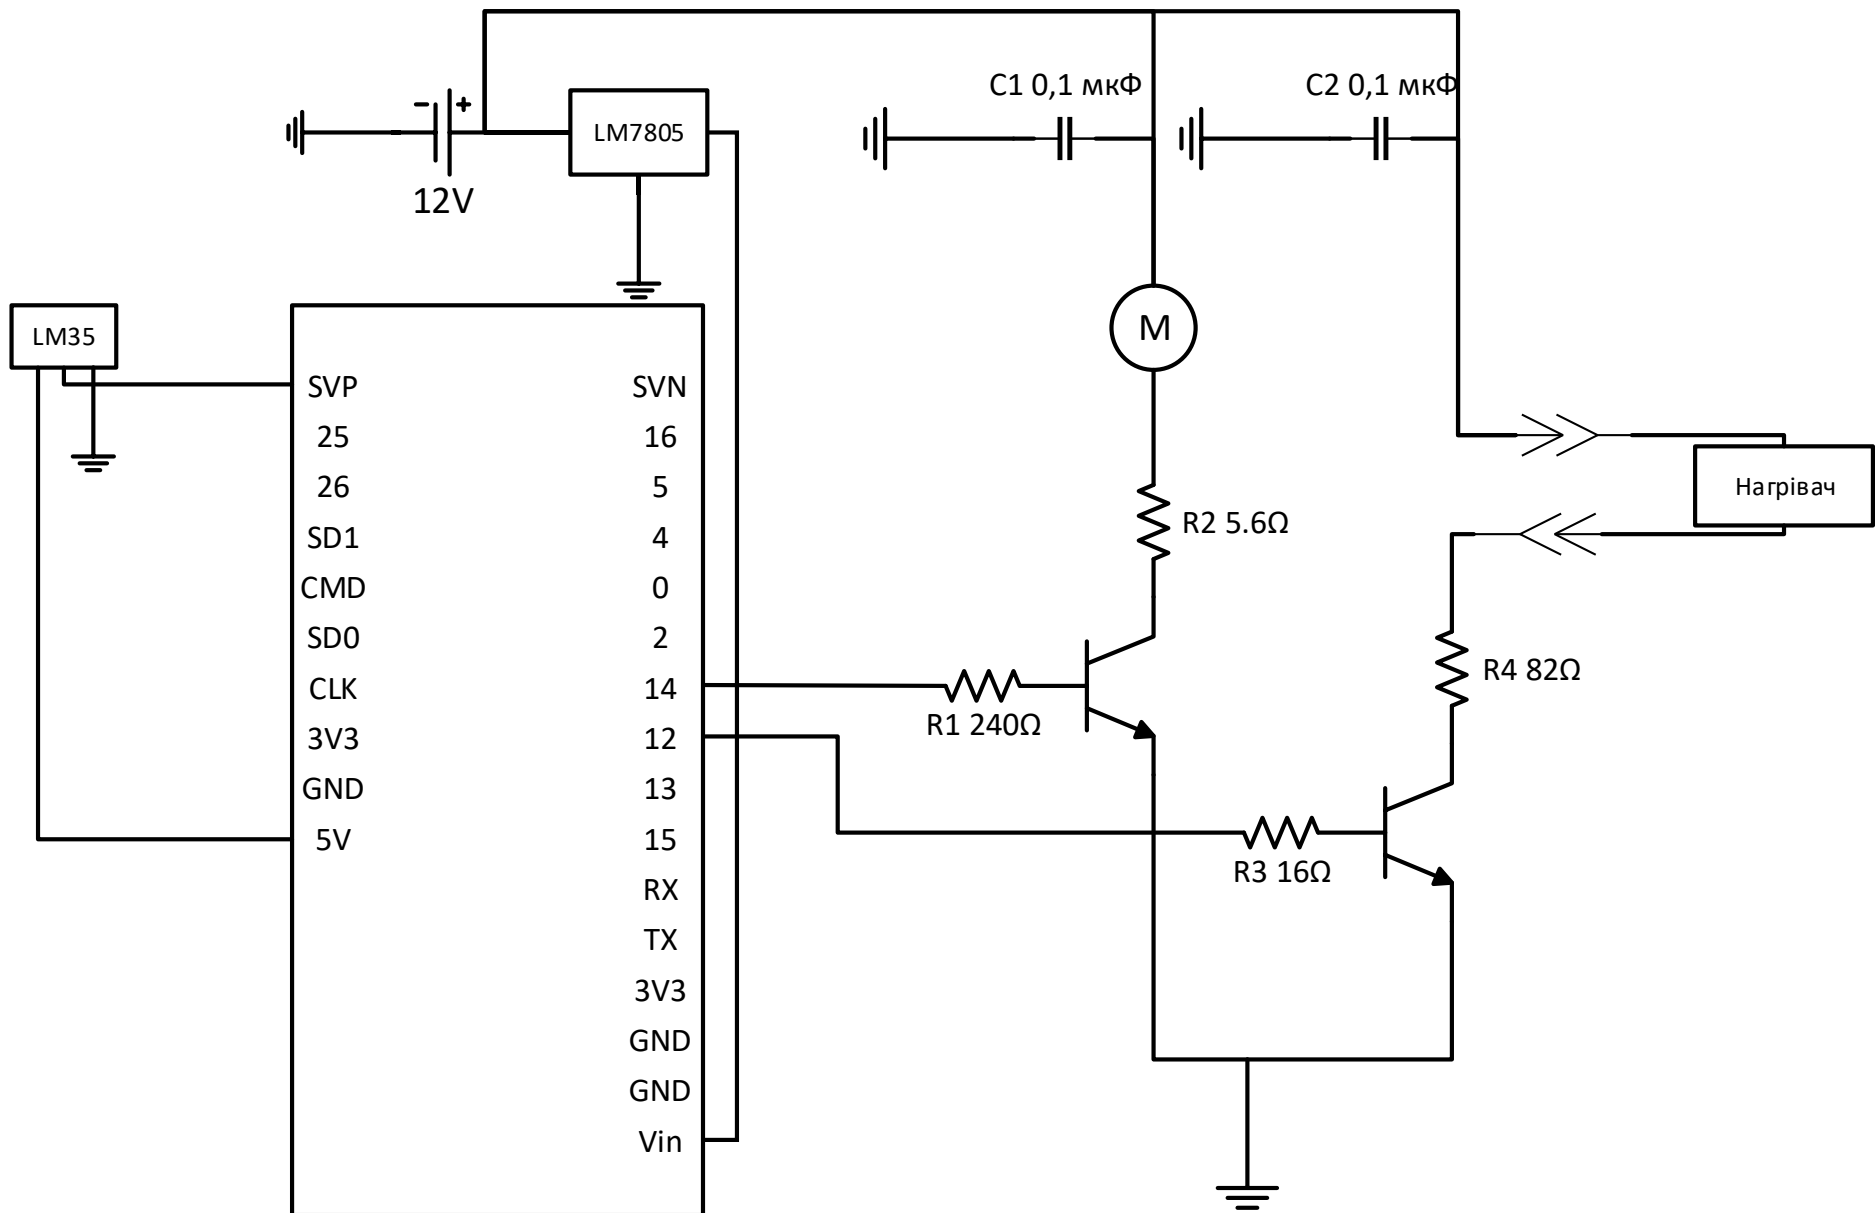 C1 0,1 мкФ
C2 0,1 мкФ
- +
LM7805
12V
LM35
M
SVP
25
26
SD1
CMD
SD0
CLK
3V3
GND
5V
SVN
16
5
4
0
2
14
12
13
15
RX
TX
3V3
GND
GND
Vin
Нагрівач
R2 5.6Ω
R4 82Ω
R1 240Ω
R3 16Ω